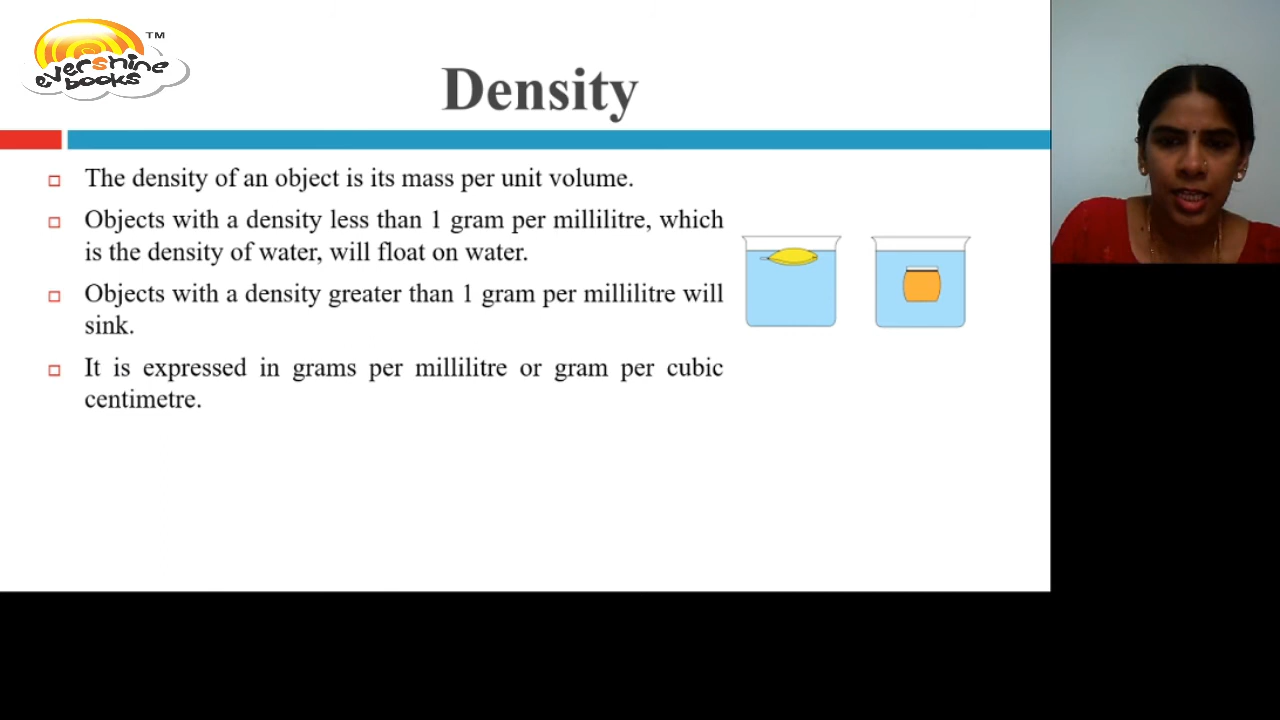 evershine
books
TM
Density
The density of an object is its mass per unit volume.
Objects with a density less than 1 gram per millilitre, which
is the density of water, will float on water.
Objects with a density greater than 1 gram per millilitre will
sink.
It is expressed in grams per millilitre or gram per cubic
centimetre.